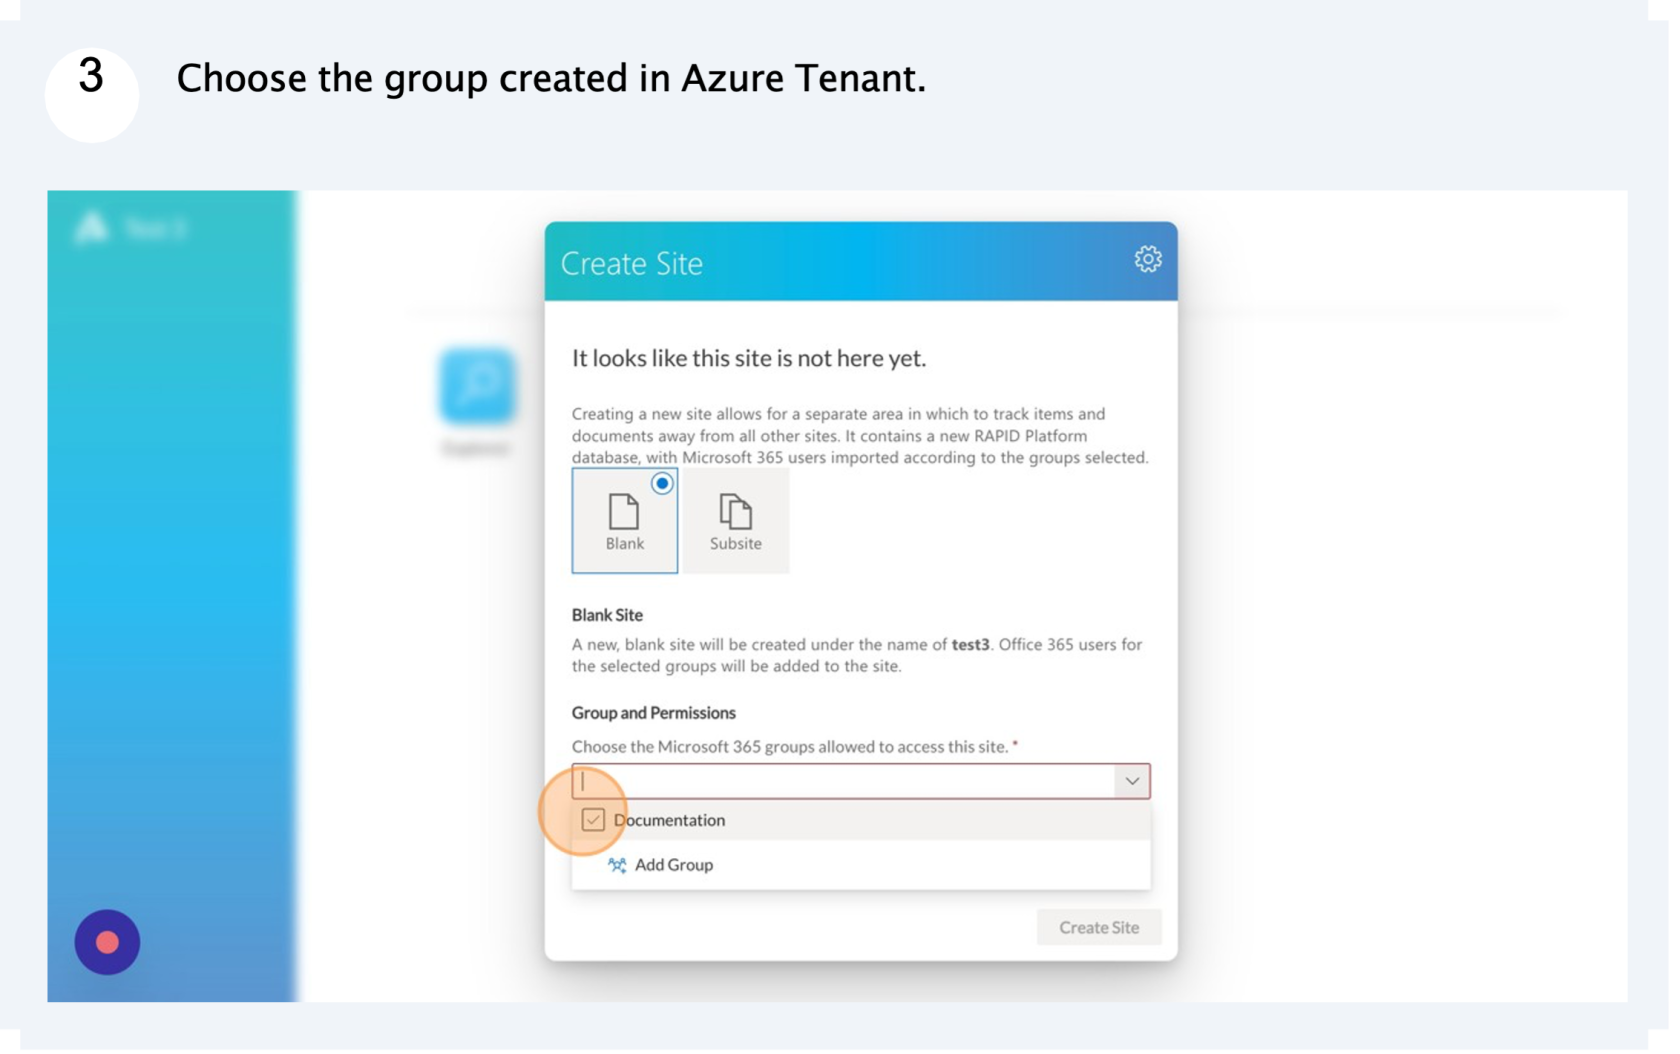 3
Choose the group created in Azure Tenant.
Test 3
Create Site
It looks like this site is not here yet.
Creating a new site allows for a separate area in which to track items and
documents away from all other sites. It contains a new RAPID Platform
database, with Microsoft 365 users imported according to the groups selected.
Blank
Subsite
Blank Site
A new, blank site will be created under the name of test3. Office 365 users for
the selected groups will be added to the site.
Group and Permissions
Choose the Microsoft 365 groups allowed to access this site. *
Documentation
Add Group
Create Site